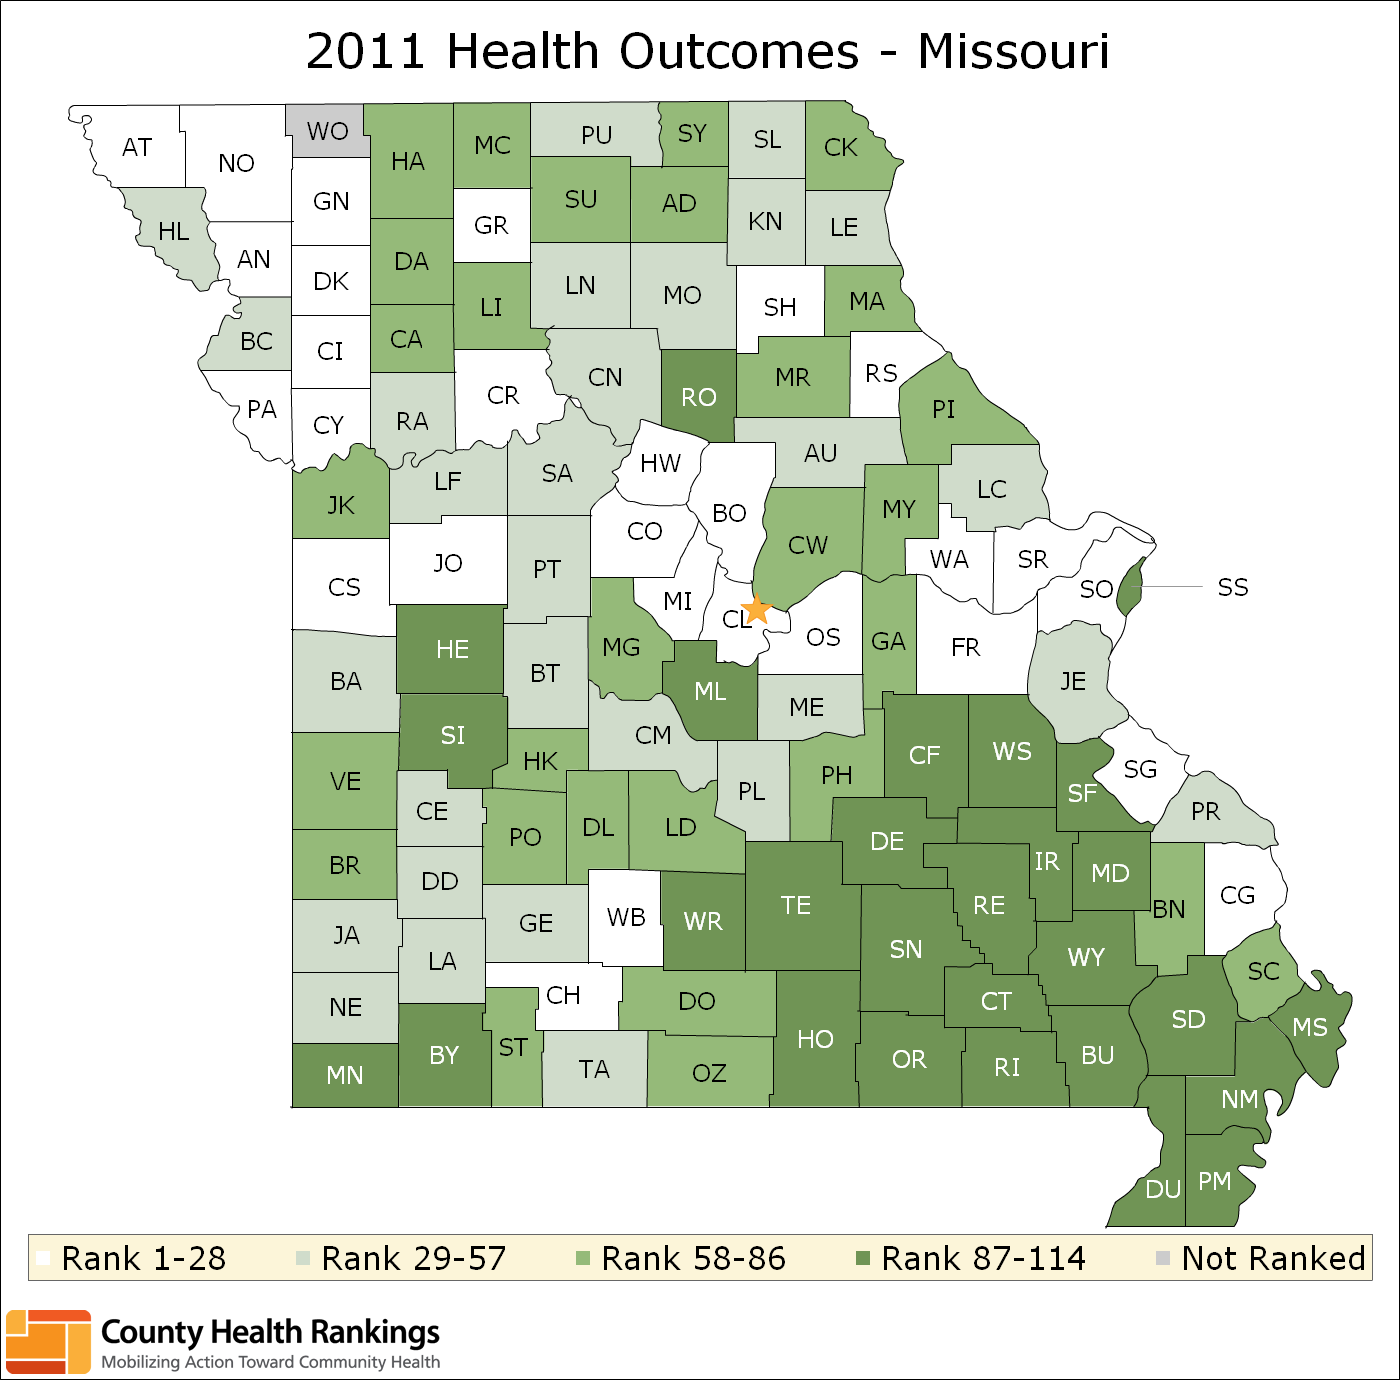 2011 Health Outcomes - Missouri
AT
NO
WO
HA
MC
PU
SY
SL
CK
GN
GR
SU
AD
KN
LE
HL
AN
DK
DA
LI
LN
MO
SH
MA
BC
CI
CA
CR
CN
RO
MR
RS
PI
PA
CY
RA
HW
AU
JK
LF
SA
CO
BO
CW
MY
LC
CS
JO
PT
MI
CL
OS
GA
WA
SR
SO
SS
FR
BA
HE
BT
MG
ML
ME
JE
SI
HK
CM
PL
PH
CF
WS
SF
SG
PR
VE
CE
PO
DL
LD
DE
IR
MD
BR
DD
GE
WB
WR
TE
RE
BN
CG
JA
LA
SN
WY
SC
NE
CH
DO
CT
SD
MS
MN
BY
ST
TA
OZ
HO
OR
RI
BU
NM
DU
PM
Rank 1-28 Rank 29-57 Rank 58-86 Rank 87-114 Not Ranked
County Health Rankings
Mobilizing Action Toward Community Health